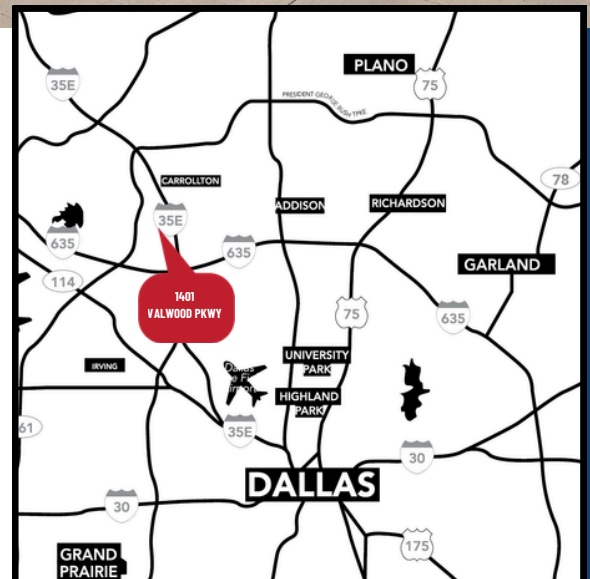 PLANO
35E
75
PRESIDENT GEORGE BUSH TPKE
CARROLLTON
78
ADDISON
RICHARDSON
35E
635
635
GARLAND
114
1401
VALWOOD PKWY
75
635
UNIVERSITY
PARK
IRVING
Dallas
HIGHLAND
PARK
61
35E
30
DALLAS
30
175
GRAND
PRAIRIE